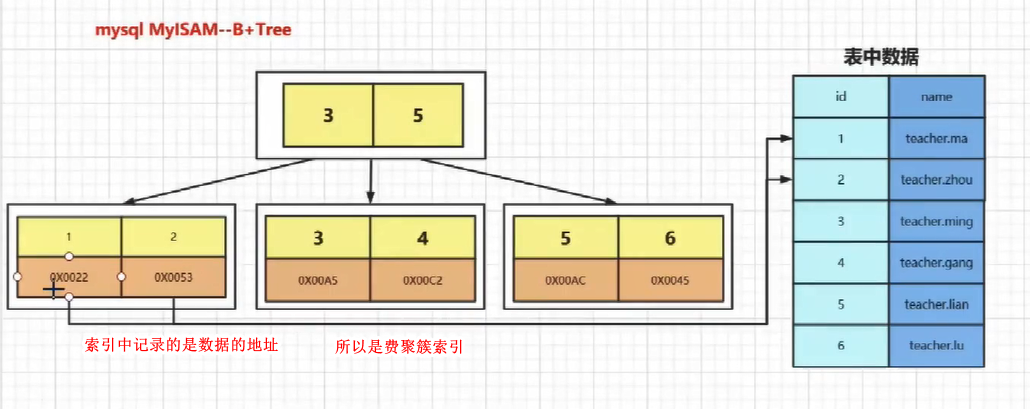 mysql MyISAM--B+Tree
表中数据
3 5
id name
1 teacher.ma
2 teacher.zhou
3 teacher.ming
4 teacher.gang
5 teacher.lian
6 teacher.lu
1 2
0X0022 0X0053
3 4
0X00A5 0X00C2
5 6
0X00AC 0X0045
索引中记录的是数据的地址
所以是费聚簇索引